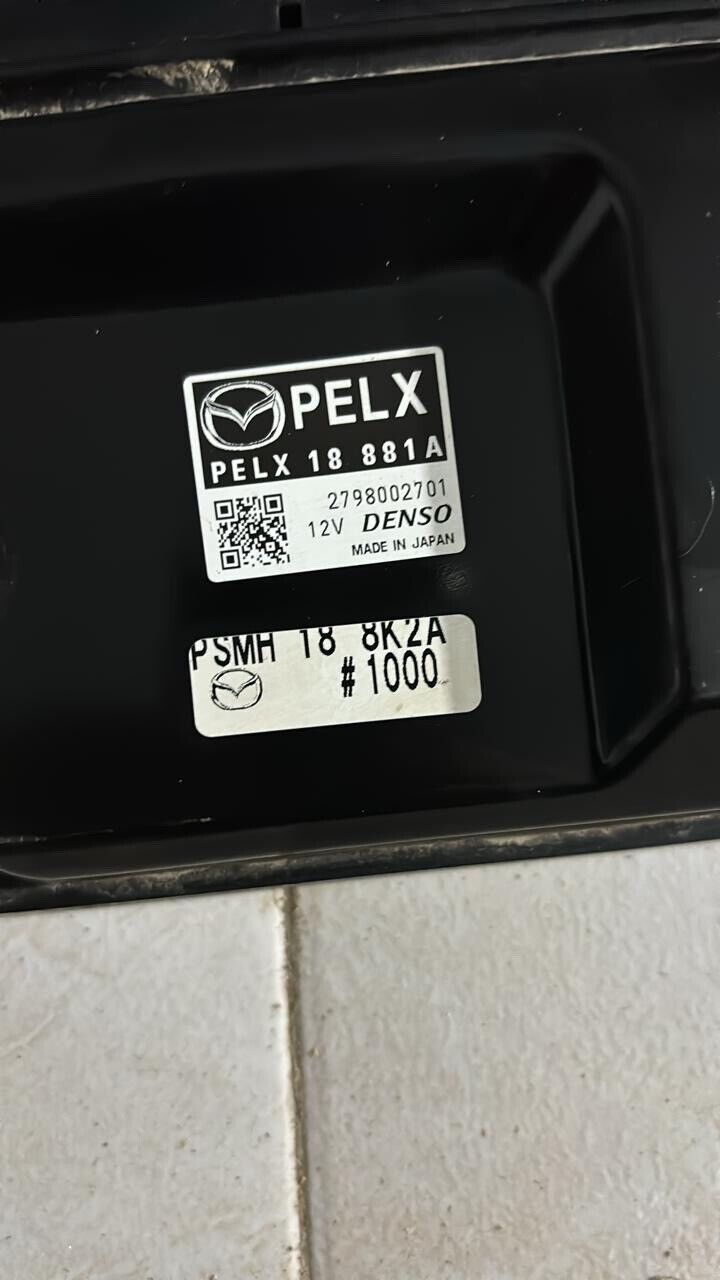 PELX
PELX 18 881A
2798002701
12V DENSO
MADE IN JAPAN
PSMH 18 8K2A
#1000